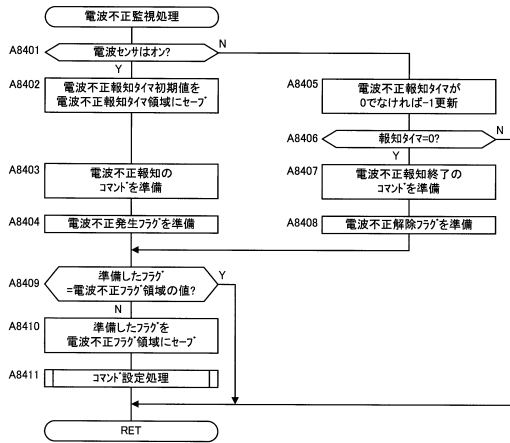 電波不正監視処理
A8401
電波センサはオン?
N
Y
A8402
電波不正報知タイマ初期値を
電波不正報知タイマ領域にセーブ
A8405
電波不正報知タイマが
0でなければ-1更新
A8406
報知タイマ=0?
N
Y
A8403
電波不正報知の
コマンドを準備
A8407
電波不正報知終了の
コマンドを準備
A8404
電波不正発生フラグを準備
A8408
電波不正解除フラグを準備
A8409
準備したフラグ
=電波不正フラグ領域の値?
Y
N
A8410
準備したフラグを
電波不正フラグ領域にセーブ
A8411
コマンド設定処理
RET